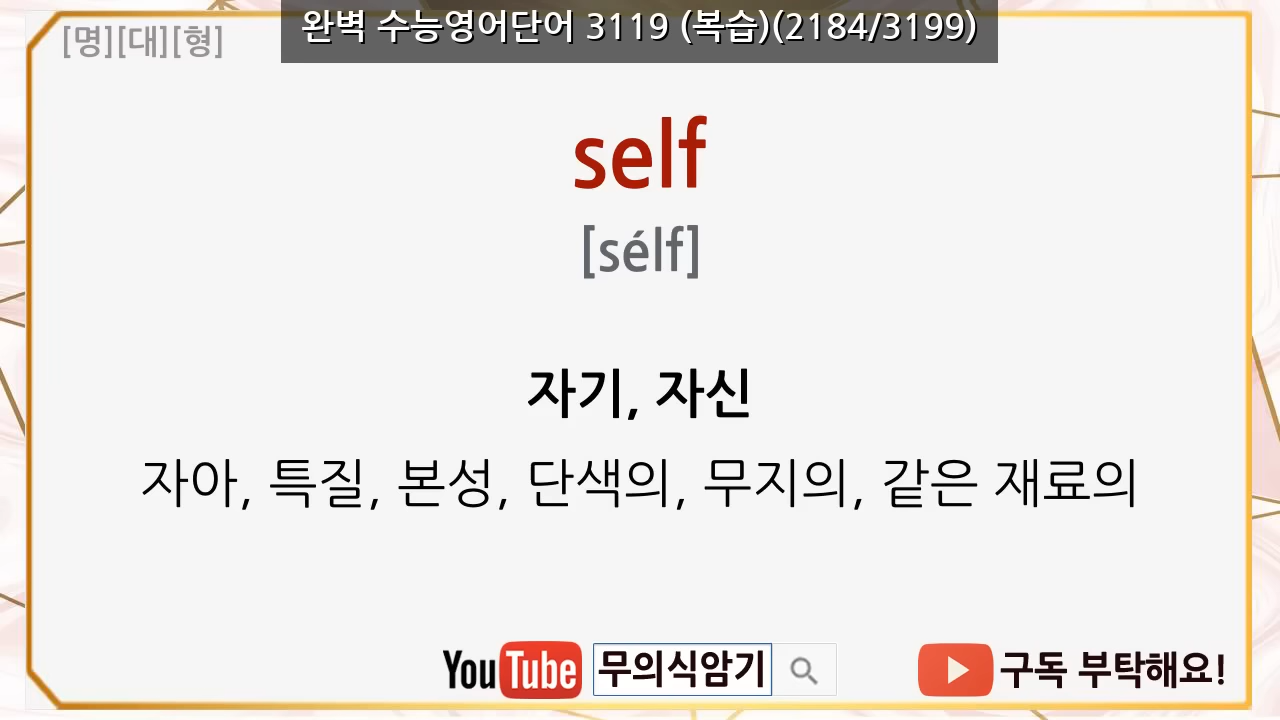 완벽 수능영어단어 3119 (복습)(2184/3199)
[명][대][형]
self
[sélf]
자기, 자신
자아, 특질, 본성, 단색의, 무지의, 같은 재료의
YouTube 무의식암기 구독 부탁해요!